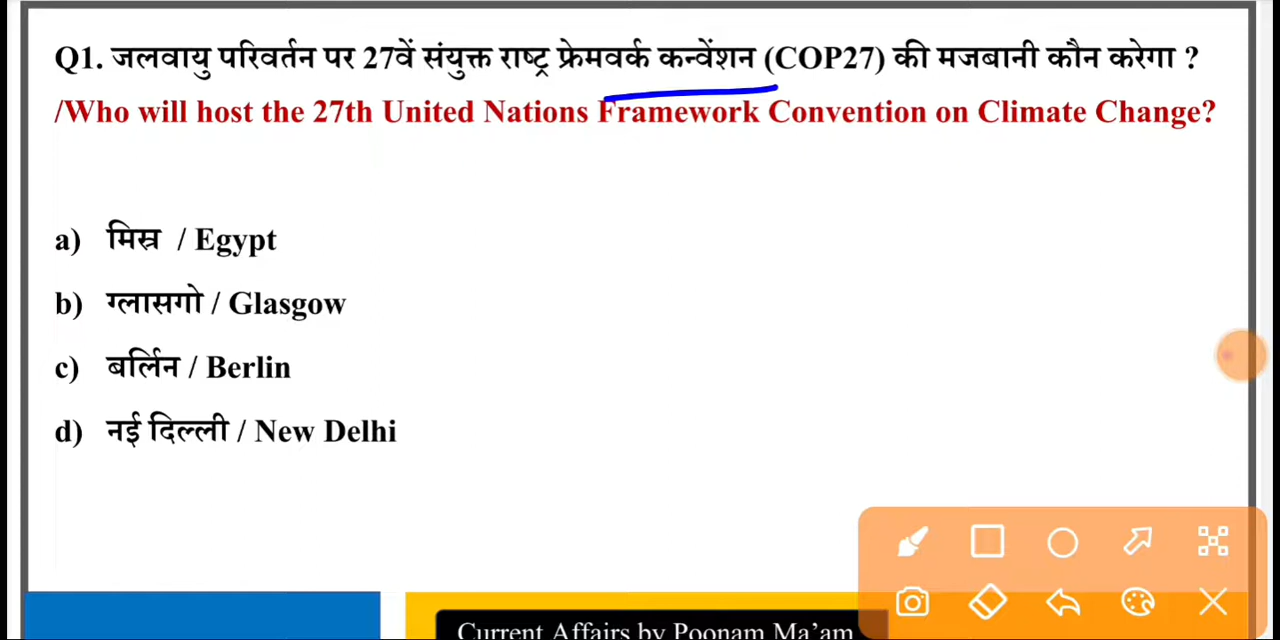 Q1. जलवायु परिवर्तन पर 27वें संयुक्त राष्ट्र फ्रेमवर्क कन्वेंशन (COP27) की मजबानी कौन करेगा ?
/Who will host the 27th United Nations Framework Convention on Climate Change?
a) मिस्र / Egypt
b) ग्लासगो / Glasgow
c) बर्लिन / Berlin
d) नई दिल्ली / New Delhi
Current Affairs by Poonam Ma’am